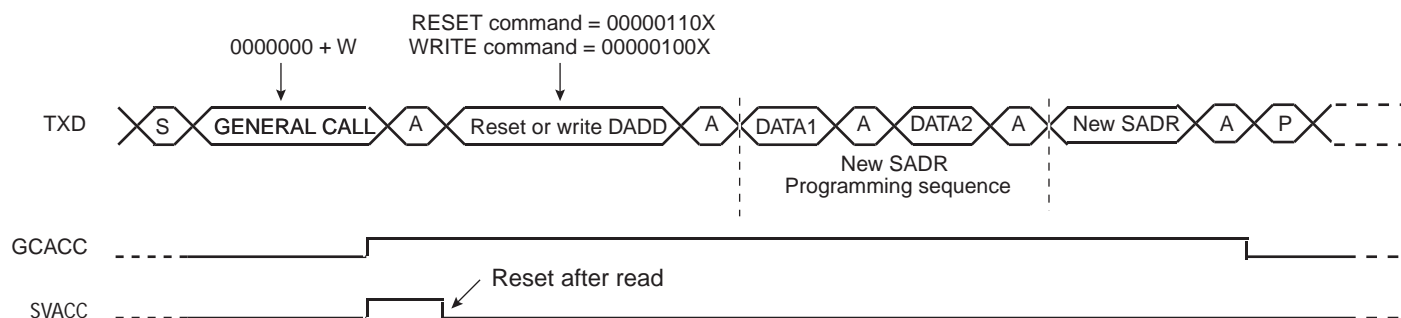 RESET command = 00000110X
0000000 + W
WRITE command = 00000100X
TXD
S
GENERAL CALL
A
Reset or write DADD
A
DATA1
A
DATA2
A
New SADR
A
P
New SADR
Programming sequence
GCACC
Reset after read
SVACC